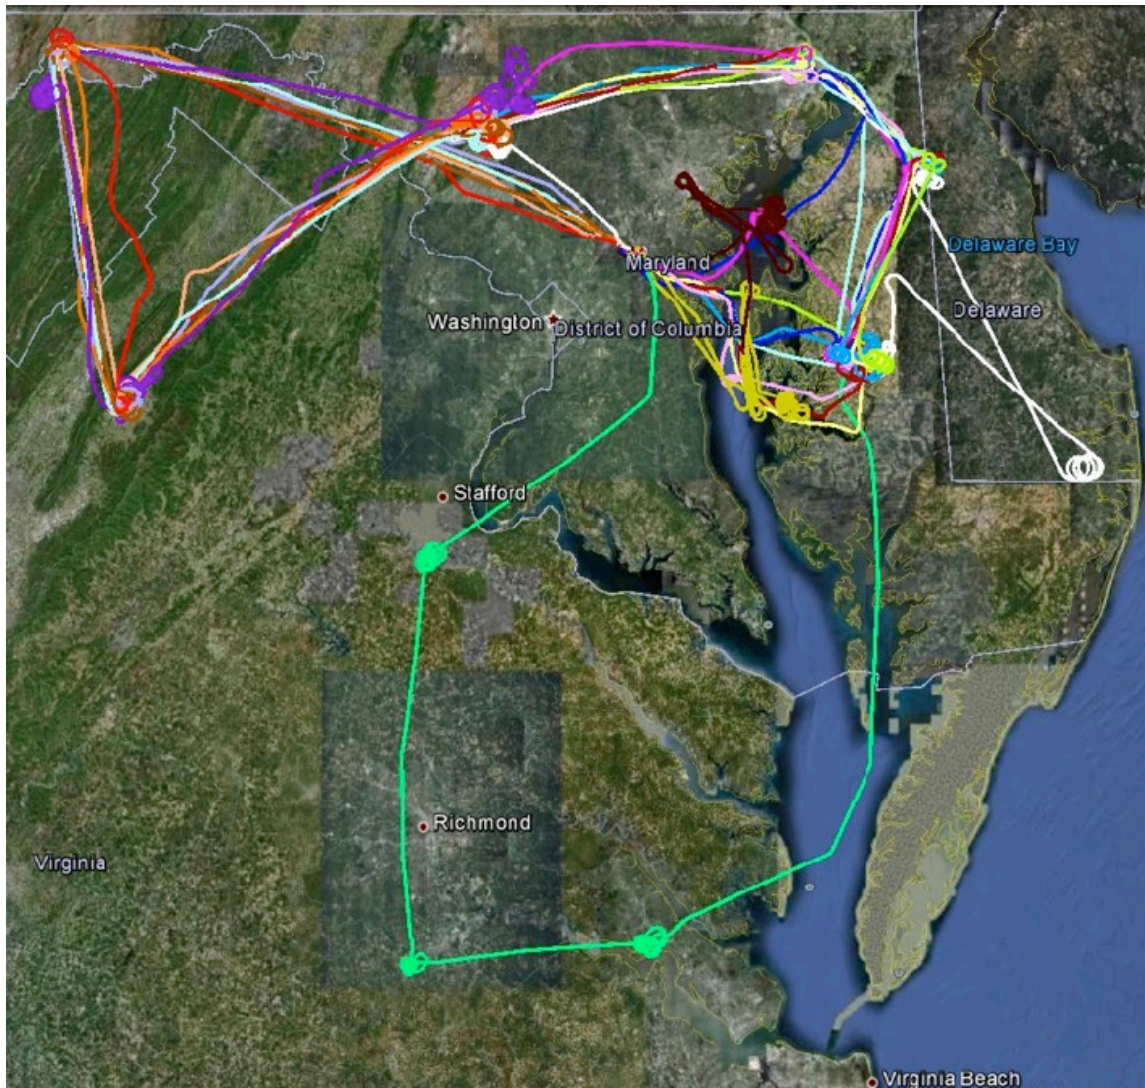 Maryland
Delaware Bay
Washington
District of Columbia
Delaware
Stafford
Richmond
Virginia
Virginia Beach